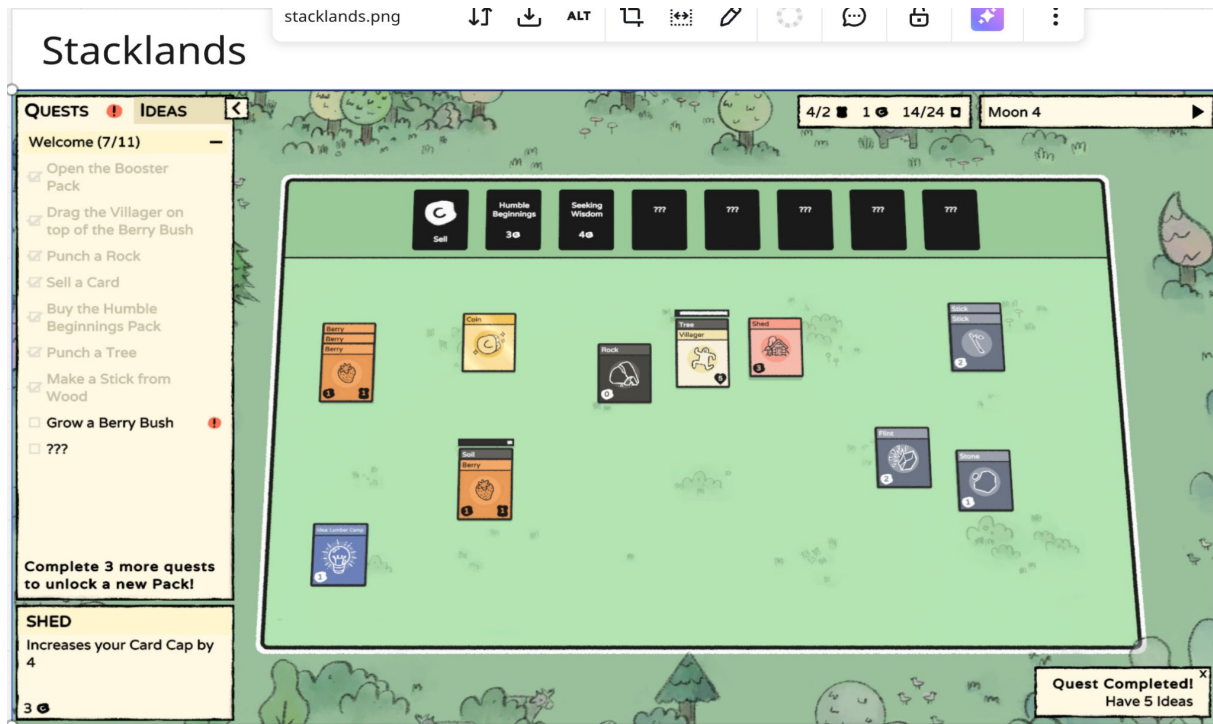 stacklands.png
ALT
Stacklands
QUESTS ! IDEAS
Welcome (7/11)
Open the Booster
Pack
Drag the Villager on
top of the Berry Bush
Punch a Rock
Sell a Card
Buy the Humble
Beginnings Pack
Punch a Tree
Make a Stick from
Wood
Grow a Berry Bush !
???
Complete 3 more quests
to unlock a new Pack!
SHED
Increases your Card Cap by
4
3
4/2 1 14/24
Moon 4
C
Sell
Humble
Beginnings
3
Seeking
Wisdom
4
???
???
???
???
???
Berry
Berry
Berry
1 1
Coin
C
Rock
0
Tree
Villager
Shed
3
Stick
Stick
2
Soil
Berry
1 1
Flint
2
Stone
1
Idea: Lumber Camp
1
Quest Completed!
Have 5 Ideas
X